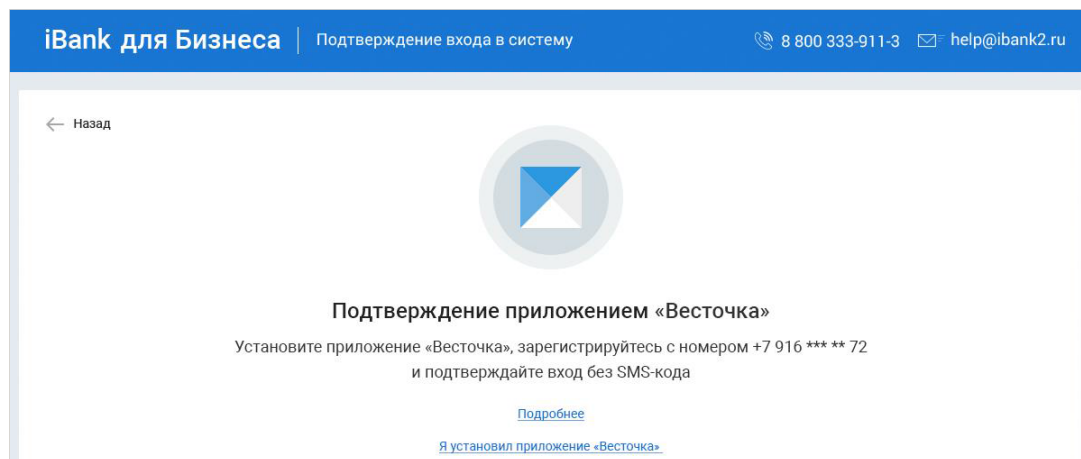 iBank для Бизнеса Подтверждение входа в систему 8 800 333-911-3 help@ibank2.ru
Назад
Подтверждение приложением «Весточка»
Установите приложение «Весточка», зарегистрируйтесь с номером +7 916 *** ** 72
и подтверждайте вход без SMS-кода
Подробнее
Я установил приложение «Весточка»